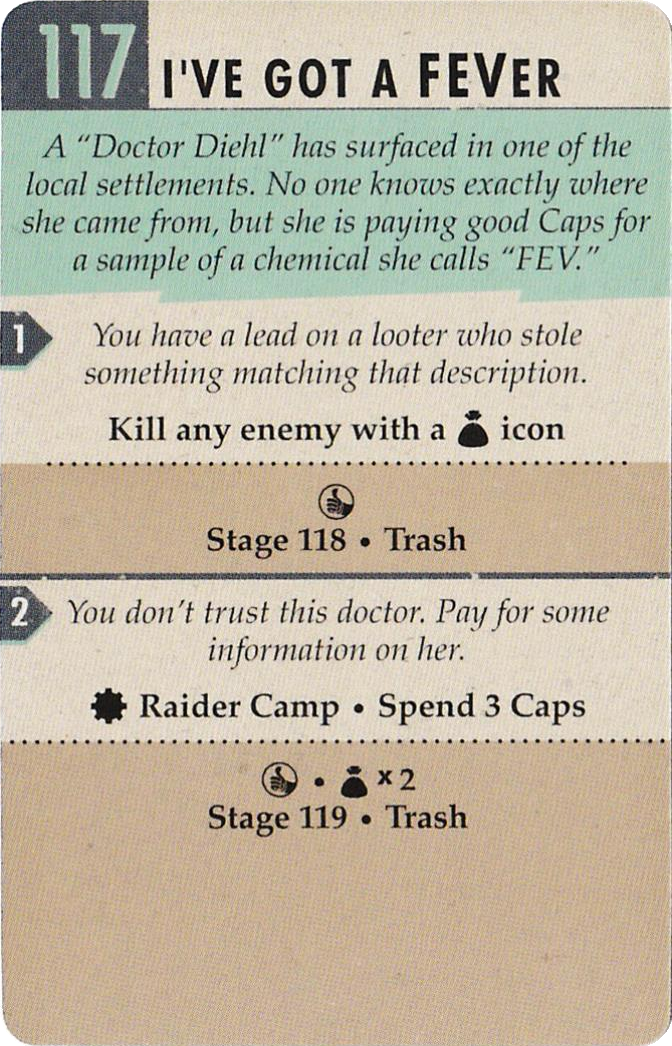 117 I'VE GOT A FEVER
A “Doctor Diehl” has surfaced in one of the
local settlements. No one knows exactly where
she came from, but she is paying good Caps for
a sample of a chemical she calls “FEV.”
1 You have a lead on a looter who stole
something matching that description.
Kill any enemy with a icon
Stage 118 • Trash
2 You don’t trust this doctor. Pay for some
information on her.
Raider Camp • Spend 3 Caps
• x 2
Stage 119 • Trash